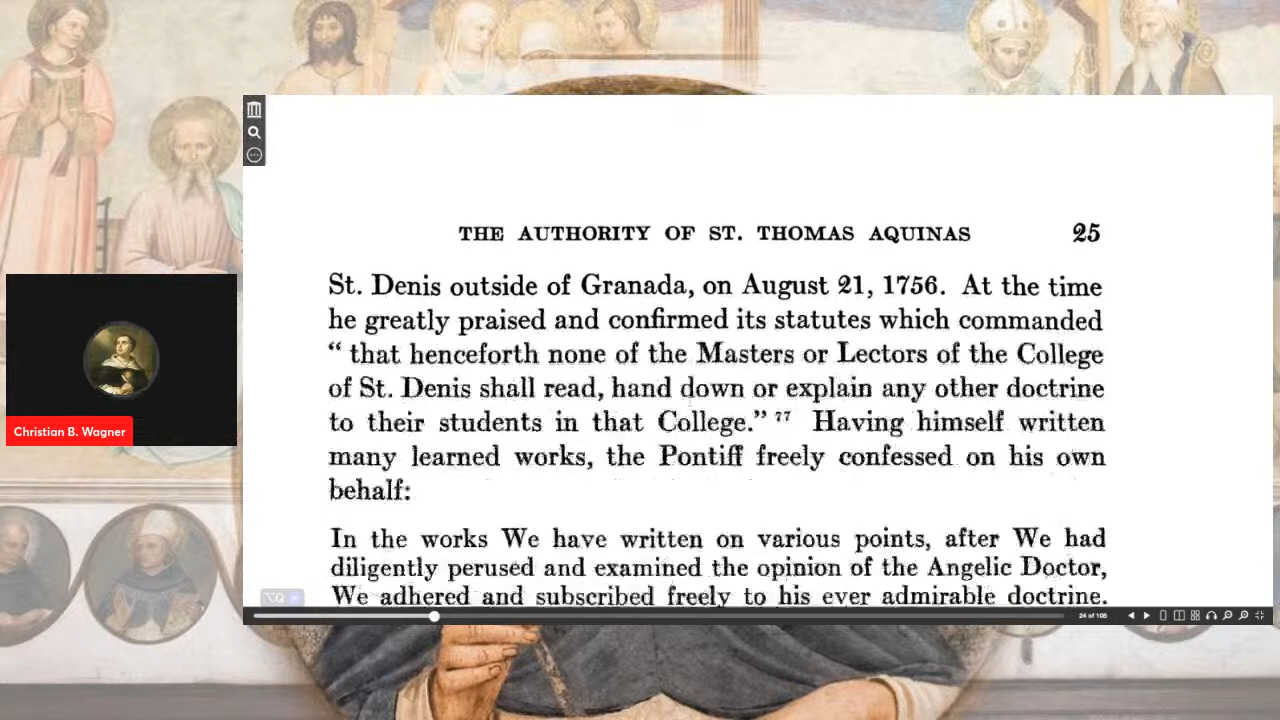 THE AUTHORITY OF ST. THOMAS AQUINAS 25
St. Denis outside of Granada, on August 21, 1756. At the time
he greatly praised and confirmed its statutes which commanded
“ that henceforth none of the Masters or Lectors of the College
of St. Denis shall read, hand down or explain any other doctrine
to their students in that College.” 77 Having himself written
many learned works, the Pontiff freely confessed on his own
behalf:
In the works We have written on various points, after We had
diligently perused and examined the opinion of the Angelic Doctor,
We adhered and subscribed freely to his ever admirable doctrine.
Christian B. Wagner
⌥Q
24 of 108